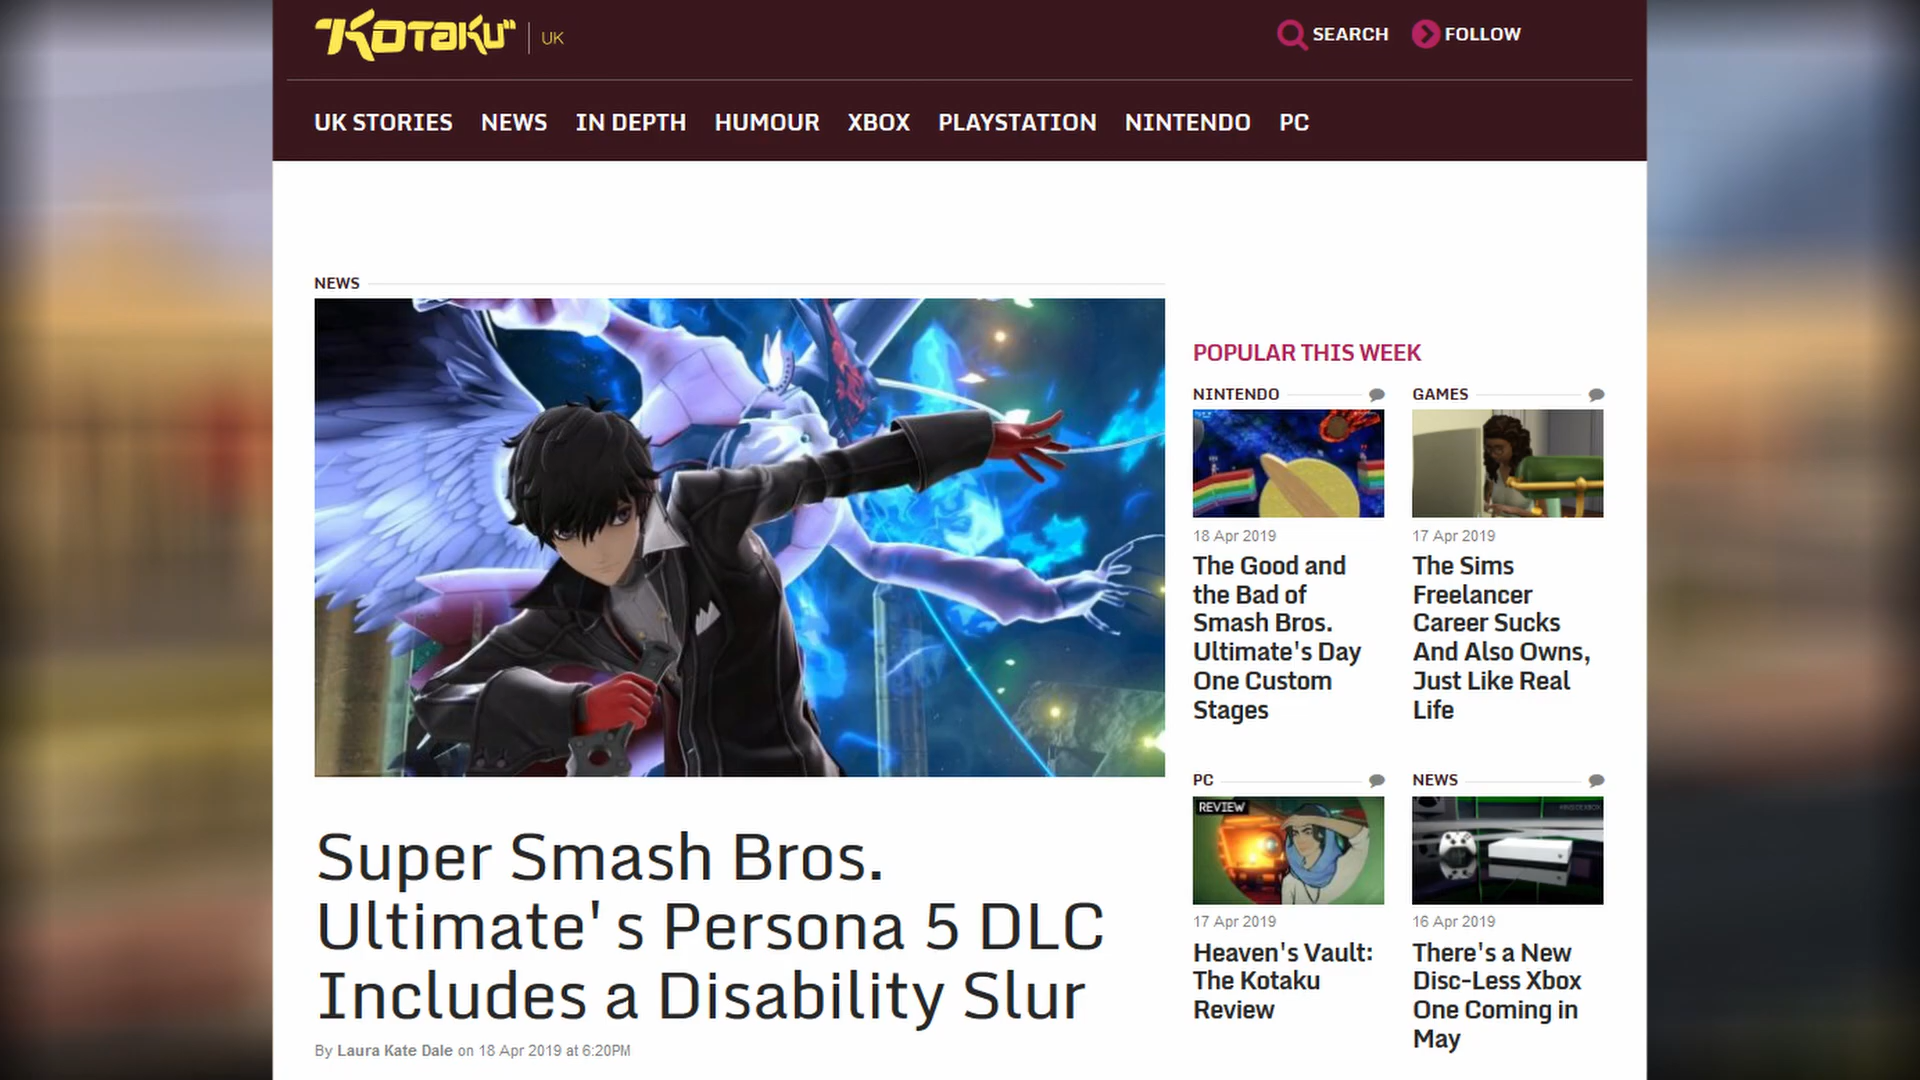 Kotaku UK
SEARCH
FOLLOW
UK STORIES NEWS IN DEPTH HUMOUR XBOX PLAYSTATION NINTENDO PC
NEWS
Super Smash Bros.
Ultimate's Persona 5 DLC
Includes a Disability Slur
By Laura Kate Dale on 18 Apr 2019 at 6:20PM
POPULAR THIS WEEK
NINTENDO
18 Apr 2019
The Good and
the Bad of
Smash Bros.
Ultimate's Day
One Custom
Stages
GAMES
17 Apr 2019
The Sims
Freelancer
Career Sucks
And Also Owns,
Just Like Real
Life
PC
REVIEW
17 Apr 2019
Heaven's Vault:
The Kotaku
Review
NEWS
#INSIDEXBOX
16 Apr 2019
There's a New
Disc-Less Xbox
One Coming in
May